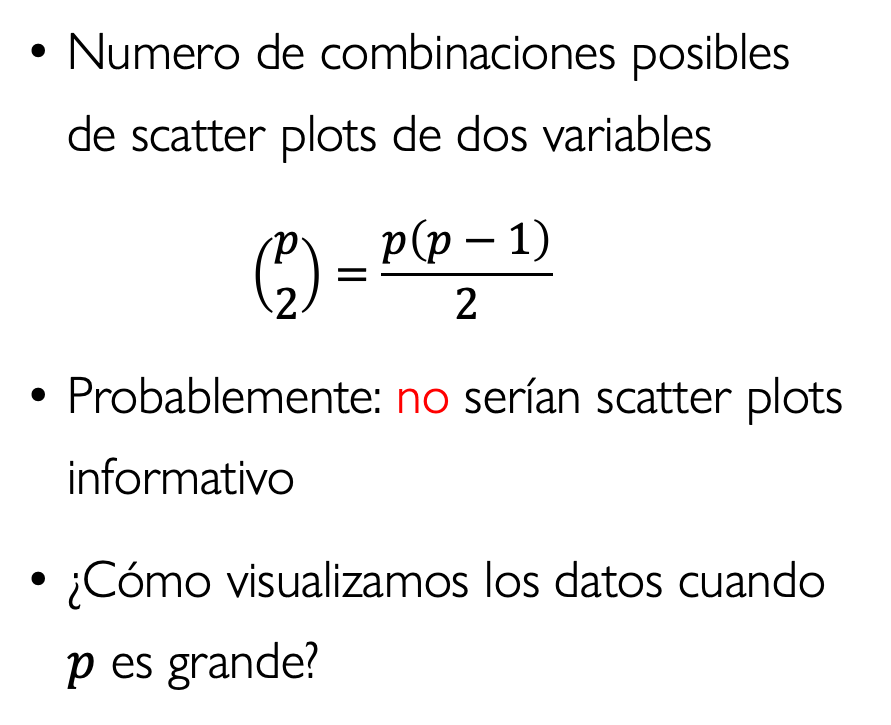 • Numero de combinaciones posibles
de scatter plots de dos variables
(p 2) = p(p − 1) / 2
• Probablemente: no serían scatter plots
informativo
• ¿Cómo visualizamos los datos cuando
p es grande?